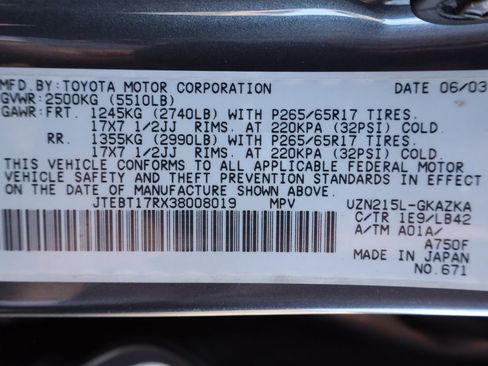 MFD.BY:TOYOTA MOTOR CORPORATION DATE 06/03
GVWR:2500KG (5510LB)
GAWR:FRT. 1245KG (2740LB) WITH P265/65R17 TIRES.
17X7 1/2JJ RIMS. AT 220KPA (32PSI) COLD.
RR. 1355KG (2990LB) WITH P265/65R17 TIRES.
17X7 1/2JJ RIMS. AT 220KPA (32PSI) COLD.
THIS VEHICLE CONFORMS TO ALL APPLICABLE FEDERAL MOTOR
VEHICLE SAFETY AND THEFT PREVENTION STANDARDS IN EFFECT
ON THE DATE OF MANUFACTURE SHOWN ABOVE.
JTEBT17RX38008019 MPV UZN215L-GKAZKA
C/TR 1E9/LB42
A/TM A01A/
A750F
MADE IN JAPAN
NO.671